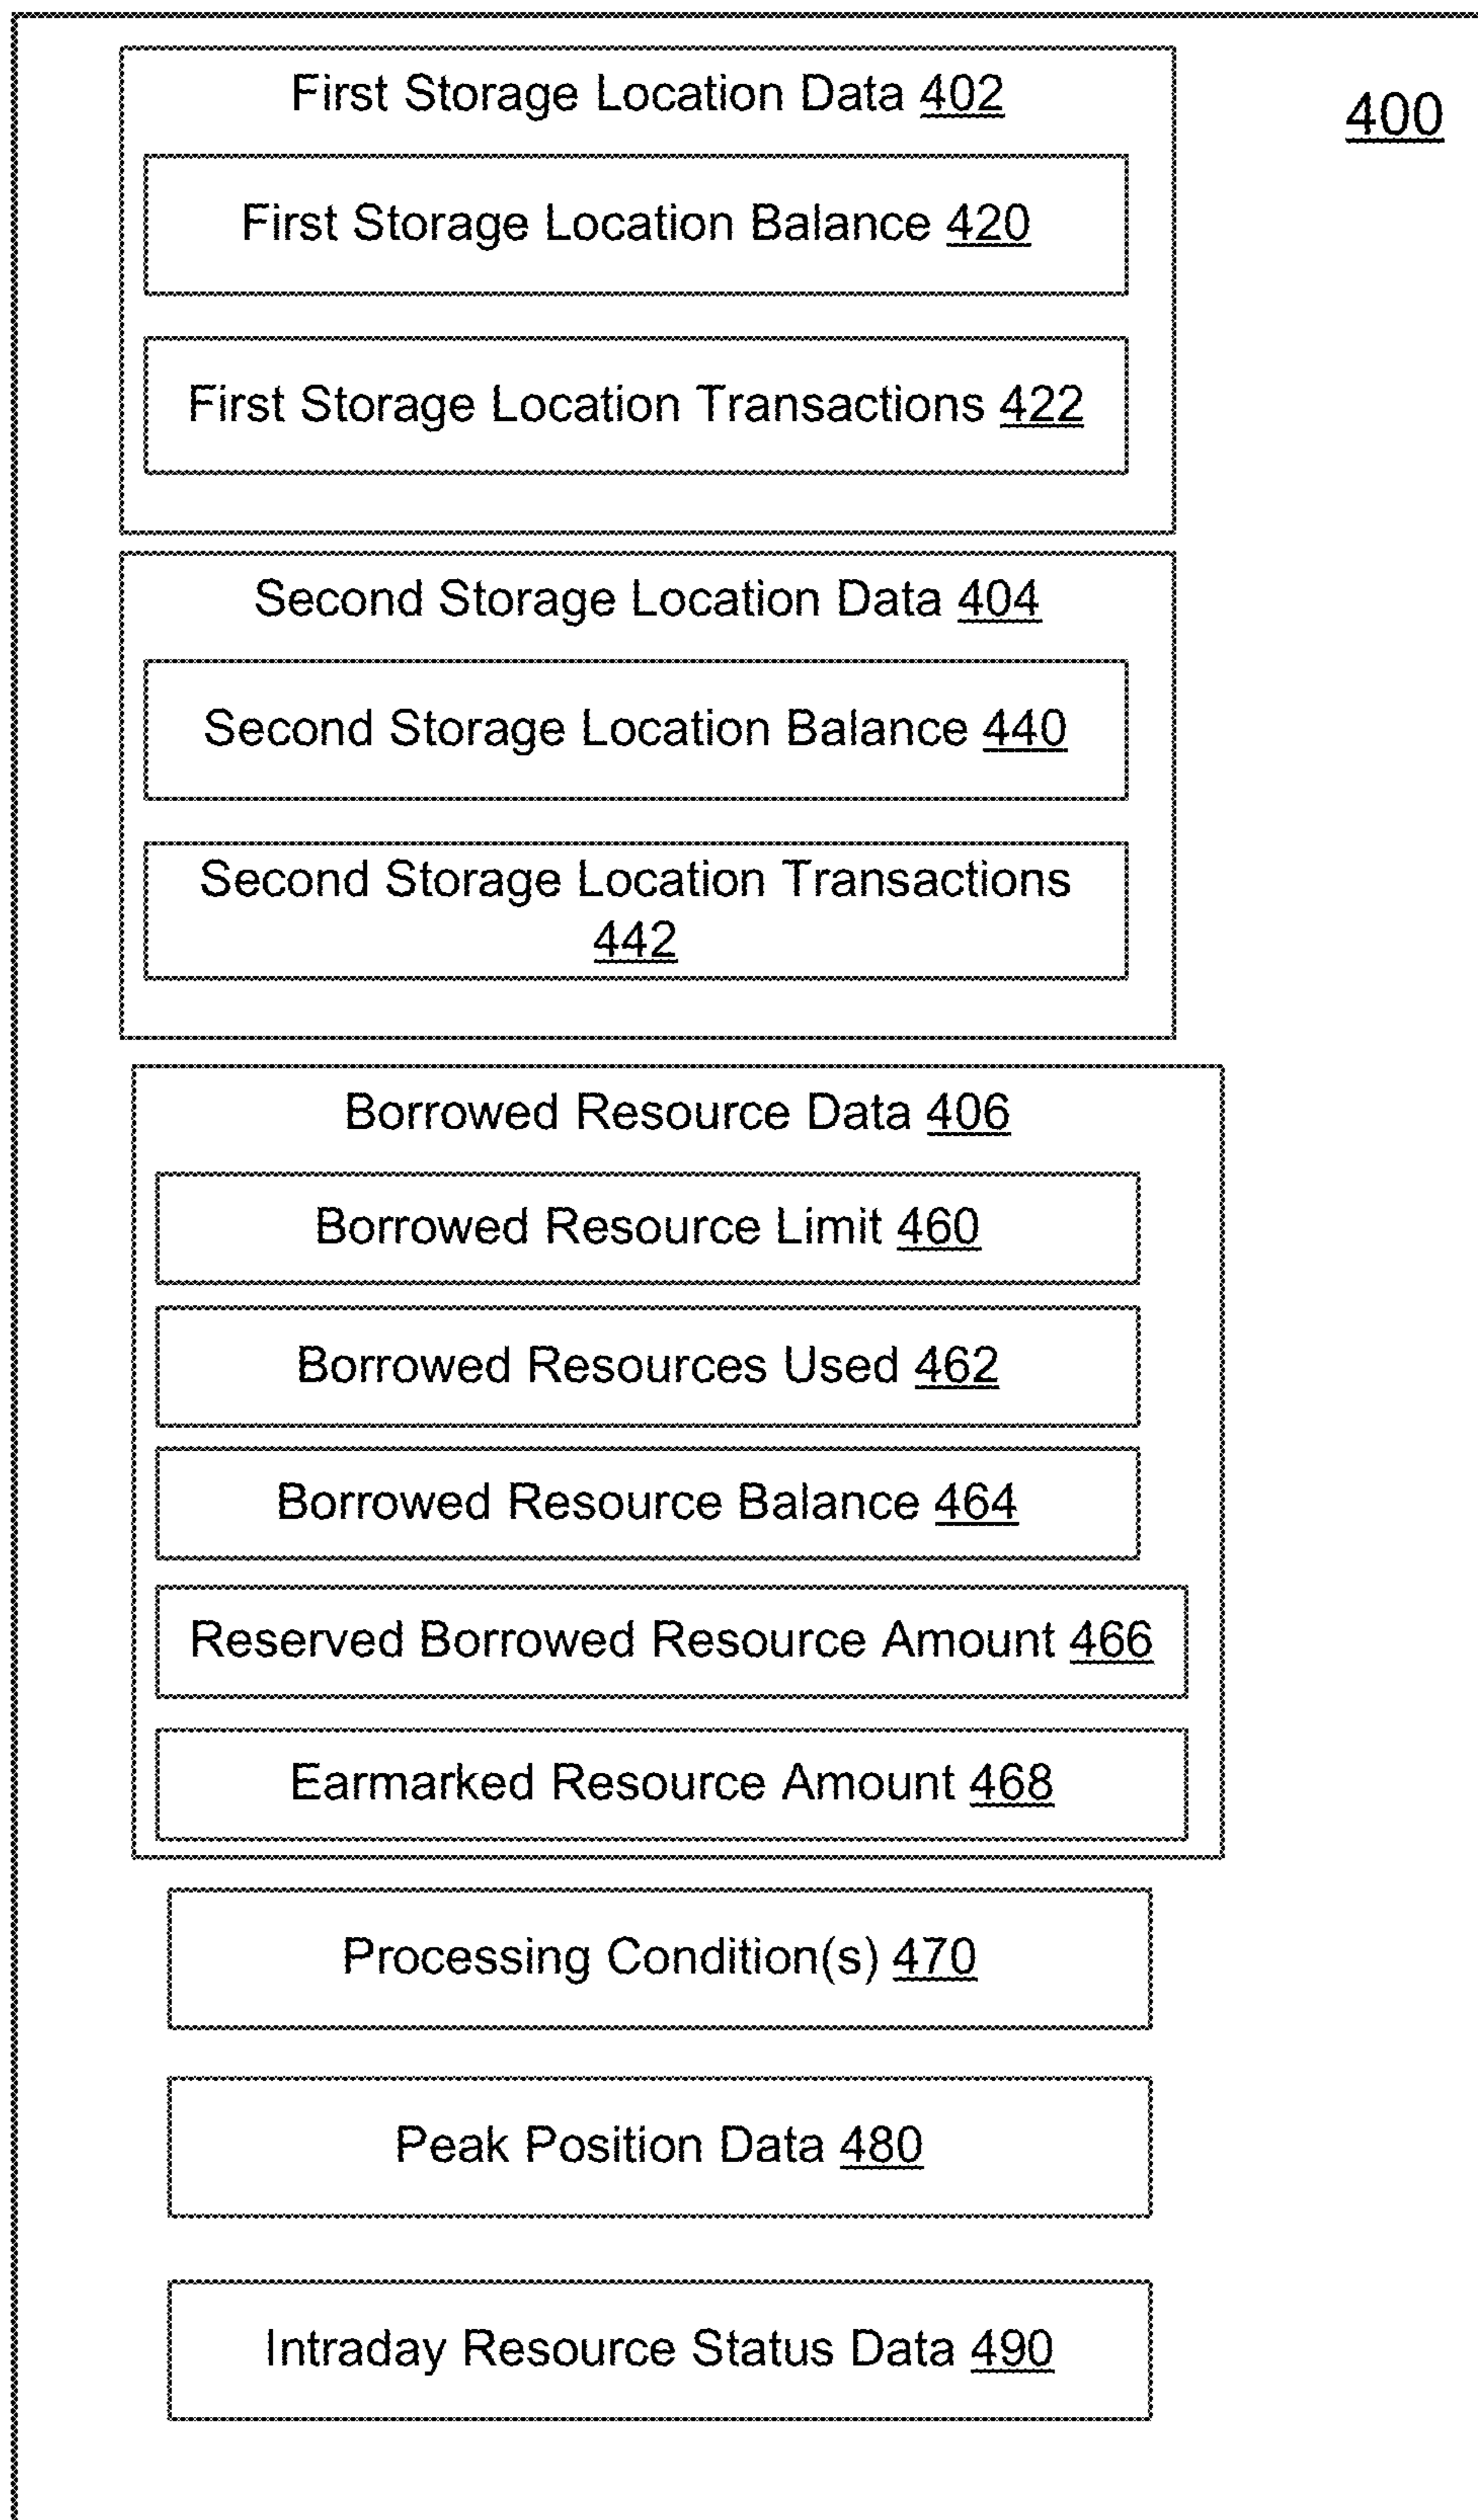 First Storage Location Data 402
400
First Storage Location Balance 420
First Storage Location Transactions 422
Second Storage Location Data 404
Second Storage Location Balance 440
Second Storage Location Transactions
442
Borrowed Resource Data 406
Borrowed Resource Limit 460
Borrowed Resources Used 462
Borrowed Resource Balance 464
Reserved Borrowed Resource Amount 466
Earmarked Resource Amount 468
Processing Condition(s) 470
Peak Position Data 480
Intraday Resource Status Data 490